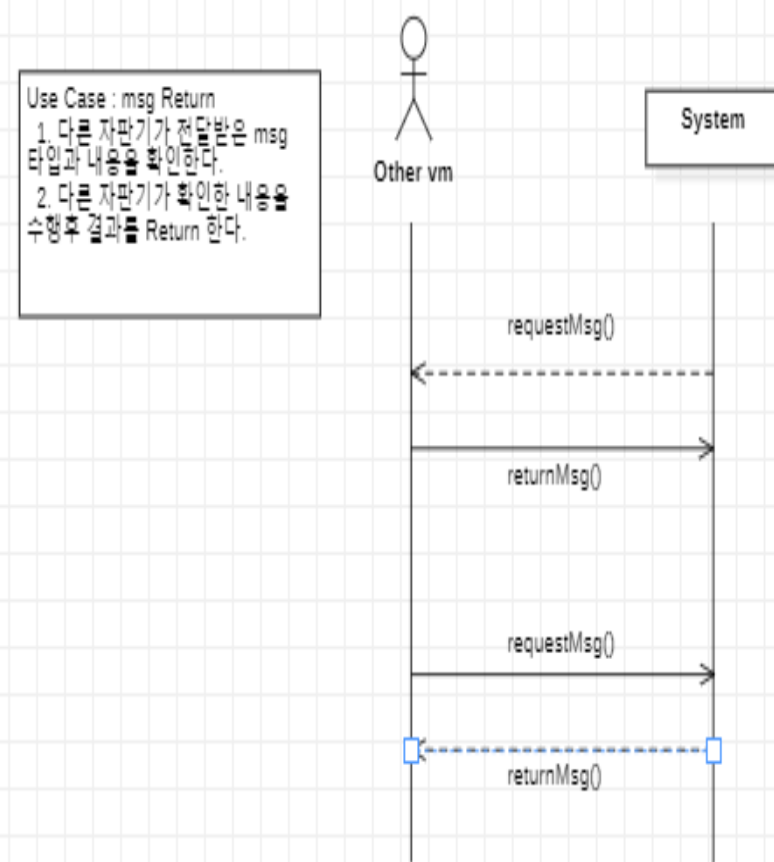 Use Case : msg Return
1. 다른 자판기가 전달받은 msg
타입과 내용을 확인한다.
2. 다른 자판기가 확인한 내용을
수행후 결과를 Return 한다.
Other vm
System
requestMsg()
returnMsg()
requestMsg()
returnMsg()